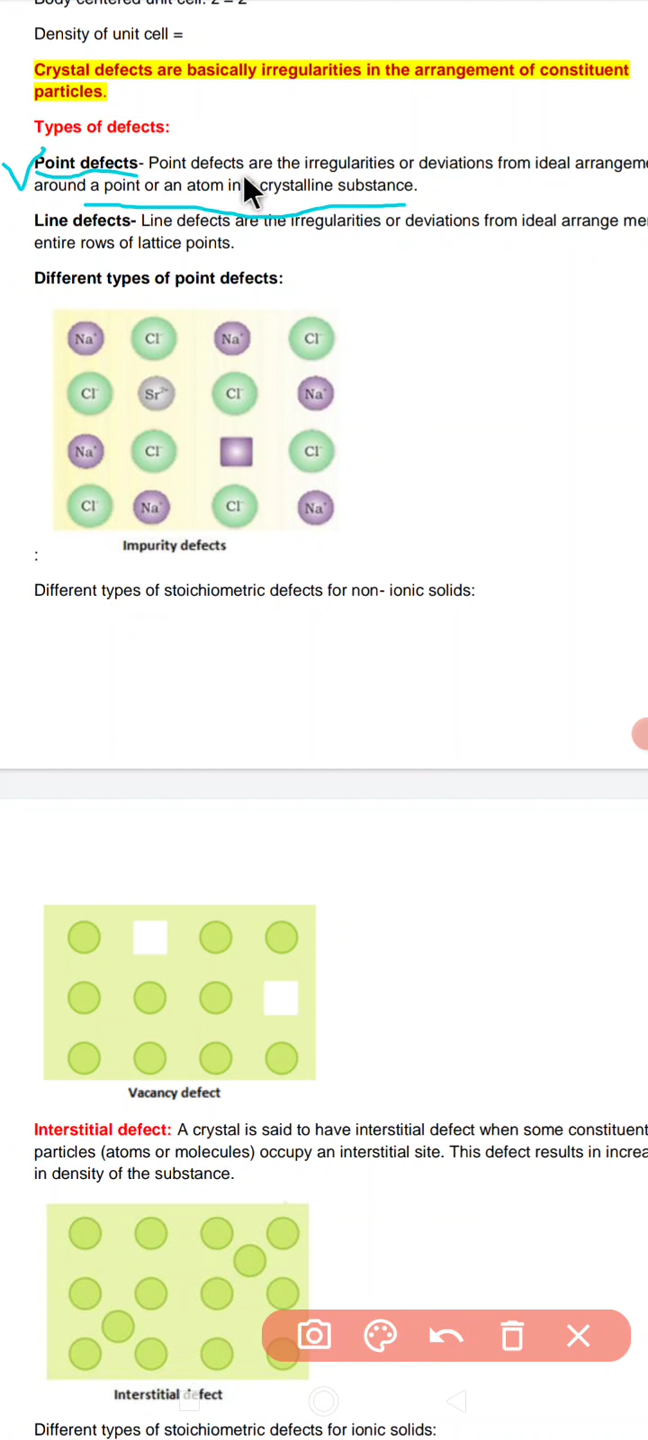 Body centered unit cell: z = 2
Density of unit cell =
Crystal defects are basically irregularities in the arrangement of constituent
particles.
Types of defects:
Point defects- Point defects are the irregularities or deviations from ideal arrangem
around a point or an atom in crystalline substance.
Line defects- Line defects are the irregularities or deviations from ideal arrange me
entire rows of lattice points.
Different types of point defects:
Na⁺ Cl⁻ Na⁺ Cl⁻
Cl⁻ Sr²⁺ Cl⁻ Na⁺
Na⁺ Cl⁻ Cl⁻
Cl⁻ Na⁺ Cl⁻ Na⁺
Impurity defects
:
Different types of stoichiometric defects for non- ionic solids:
Vacancy defect
Interstitial defect: A crystal is said to have interstitial defect when some constituent
particles (atoms or molecules) occupy an interstitial site. This defect results in increa
in density of the substance.
Interstitial defect
Different types of stoichiometric defects for ionic solids: